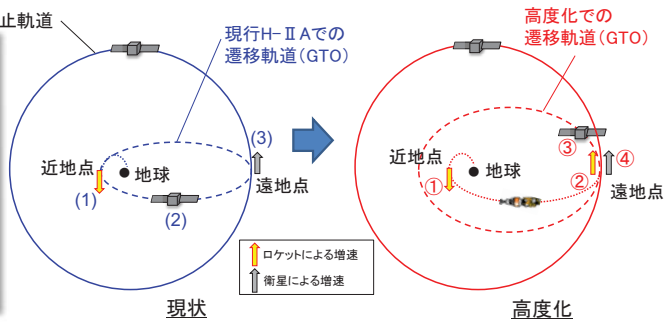 止軌道
現行H-ⅡAでの
遷移軌道(GTO)
(3)
近地点
地球
遠地点
(1)
(2)
現状
ロケットによる増速
衛星による増速
高度化での
遷移軌道(GTO)
③
④
近地点
地球
①
②
遠地点
高度化